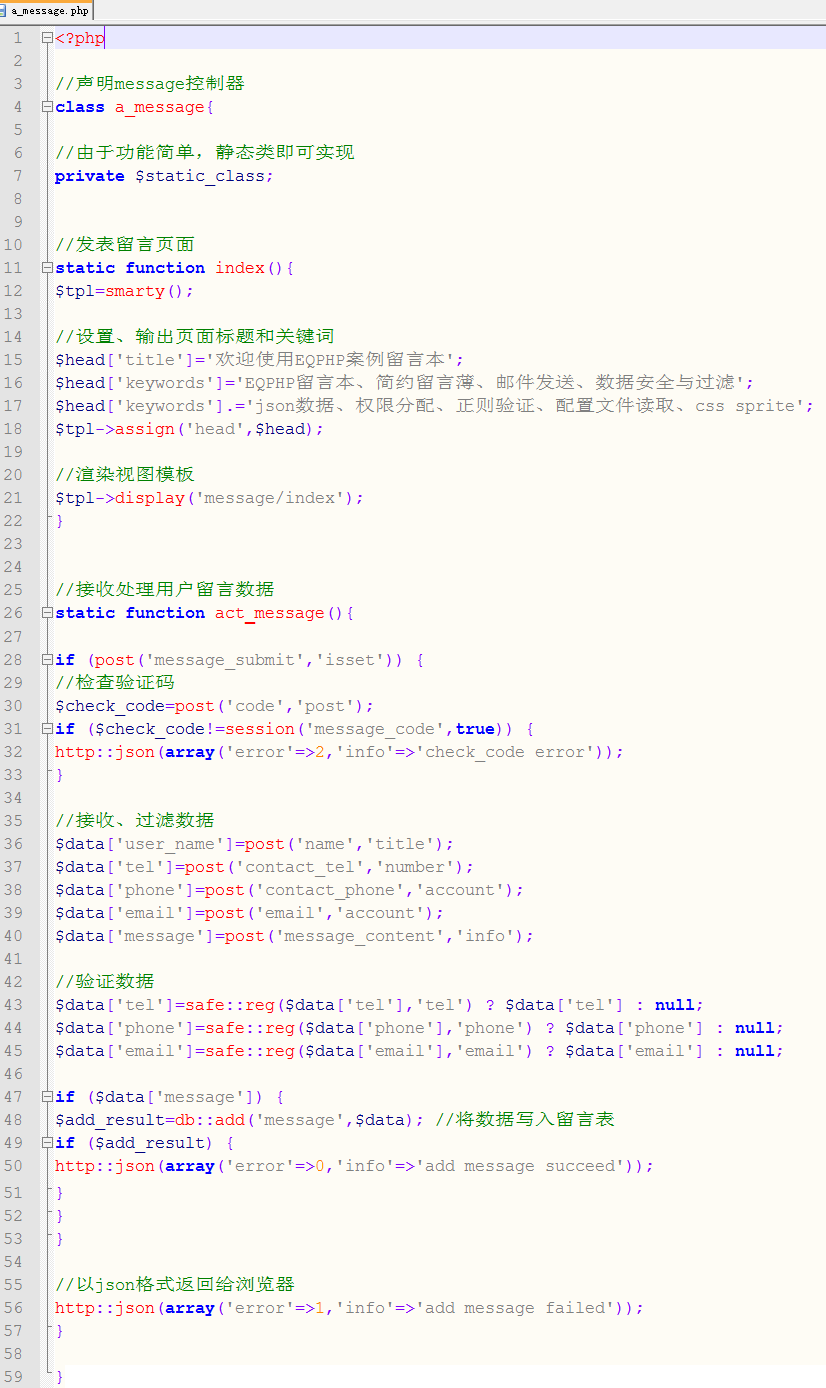 a_message.php
1 <?php
2
3 //声明message控制器
4 class a_message{
5
6 //由于功能简单，静态类即可实现
7 private $static_class;
8
9
10 //发表留言页面
11 static function index(){
12 $tpl=smarty();
13
14 //设置、输出页面标题和关键词
15 $head['title']='欢迎使用EQPHP案例留言本';
16 $head['keywords']='EQPHP留言本、简约留言薄、邮件发送、数据安全与过滤';
17 $head['keywords'].='json数据、权限分配、正则验证、配置文件读取、css sprite';
18 $tpl->assign('head',$head);
19
20 //渲染视图模板
21 $tpl->display('message/index');
22 }
23
24
25 //接收处理用户留言数据
26 static function act_message(){
27
28 if (post('message_submit','isset')) {
29 //检查验证码
30 $check_code=post('code','post');
31 if ($check_code!=session('message_code',true)) {
32 http::json(array('error'=>2,'info'=>'check_code error'));
33 }
34
35 //接收、过滤数据
36 $data['user_name']=post('name','title');
37 $data['tel']=post('contact_tel','number');
38 $data['phone']=post('contact_phone','account');
39 $data['email']=post('email','account');
40 $data['message']=post('message_content','info');
41
42 //验证数据
43 $data['tel']=safe::reg($data['tel'],'tel') ? $data['tel'] : null;
44 $data['phone']=safe::reg($data['phone'],'phone') ? $data['phone'] : null;
45 $data['email']=safe::reg($data['email'],'email') ? $data['email'] : null;
46
47 if ($data['message']) {
48 $add_result=db::add('message',$data); //将数据写入留言表
49 if ($add_result) {
50 http::json(array('error'=>0,'info'=>'add message succeed'));
51 }
52 }
53 }
54
55 //以json格式返回给浏览器
56 http::json(array('error'=>1,'info'=>'add message failed'));
57 }
58
59 }